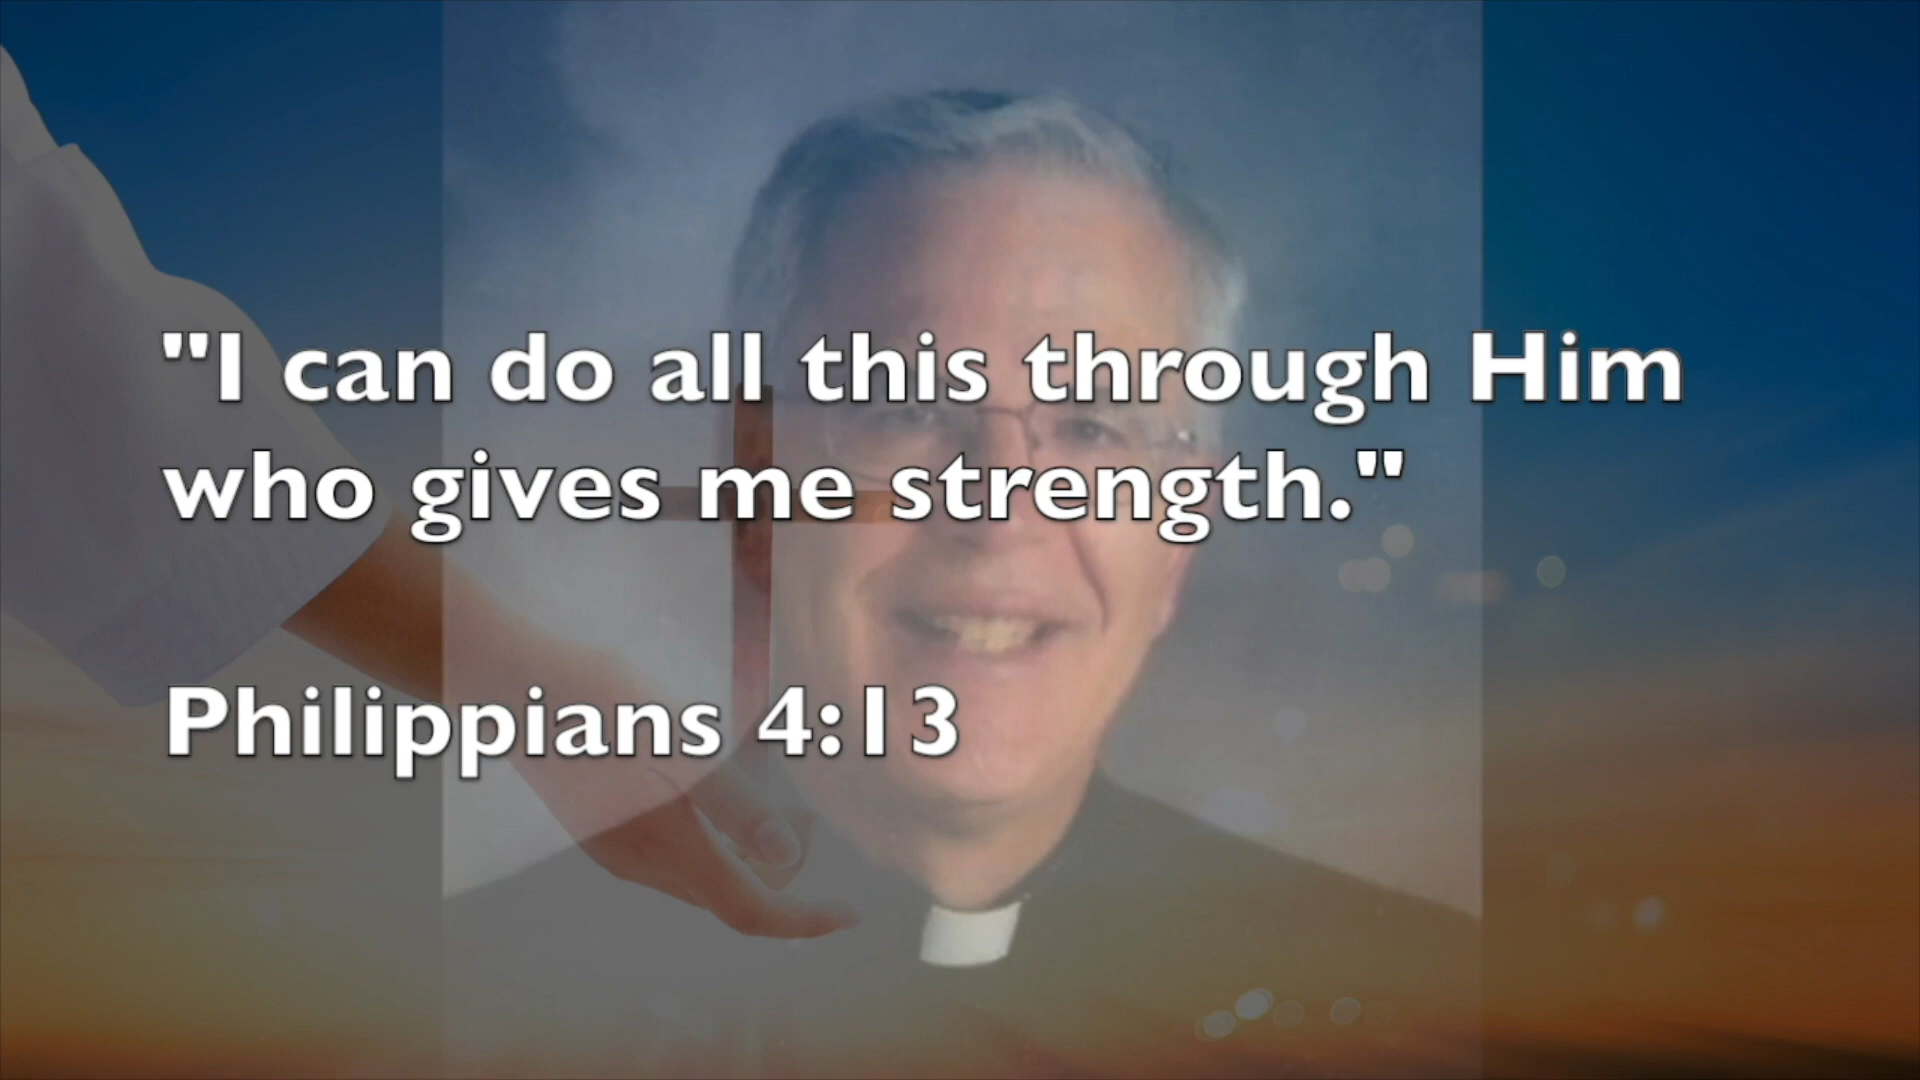 "I can do all this through Him
who gives me strength."
Philippians 4:13